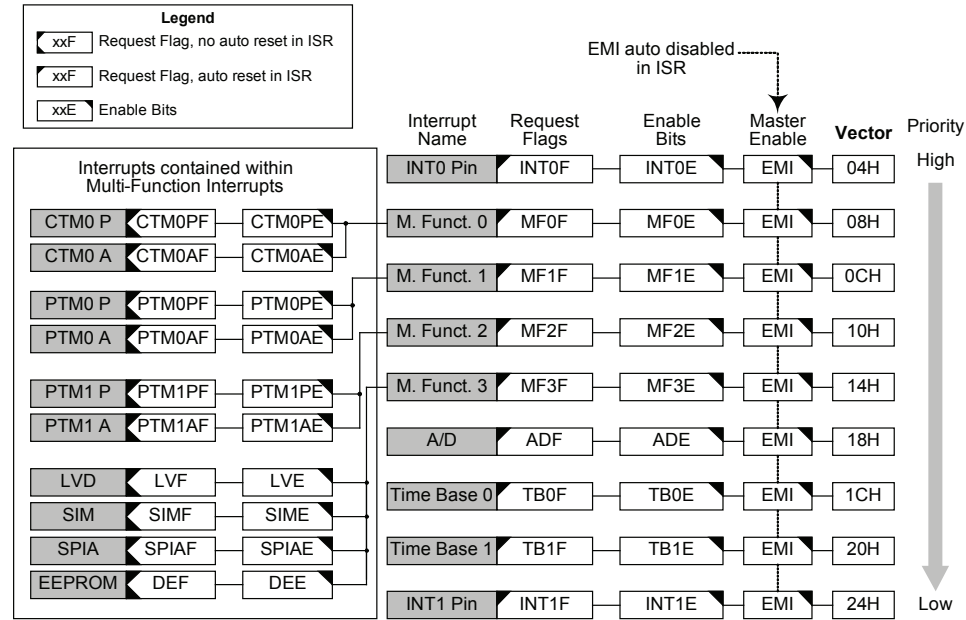 Legend
xxF Request Flag, no auto reset in ISR
xxF Request Flag, auto reset in ISR
xxE Enable Bits
EMI auto disabled
in ISR
Interrupt Name Request Flags Enable Bits Master Enable Vector Priority
High
Interrupts contained within
Multi-Function Interrupts
INT0 Pin INT0F INT0E EMI 04H
CTM0 P CTM0PF CTM0PE M. Funct. 0 MF0F MF0E EMI 08H
CTM0 A CTM0AF CTM0AE
M. Funct. 1 MF1F MF1E EMI 0CH
PTM0 P PTM0PF PTM0PE
PTM0 A PTM0AF PTM0AE M. Funct. 2 MF2F MF2E EMI 10H
PTM1 P PTM1PF PTM1PE M. Funct. 3 MF3F MF3E EMI 14H
PTM1 A PTM1AF PTM1AE
A/D ADF ADE EMI 18H
LVD LVF LVE
Time Base 0 TB0F TB0E EMI 1CH
SIM SIMF SIME
SPIA SPIAF SPIAE Time Base 1 TB1F TB1E EMI 20H
EEPROM DEF DEE
INT1 Pin INT1F INT1E EMI 24H Low